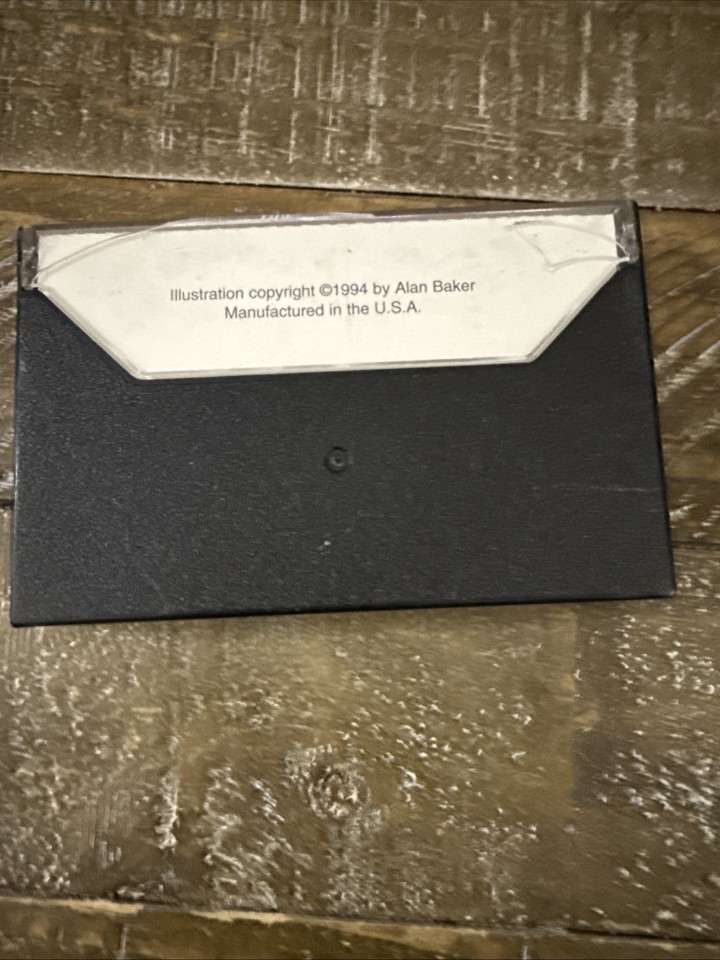 Illustration copyright ©1994 by Alan Baker
Manufactured in the U.S.A.